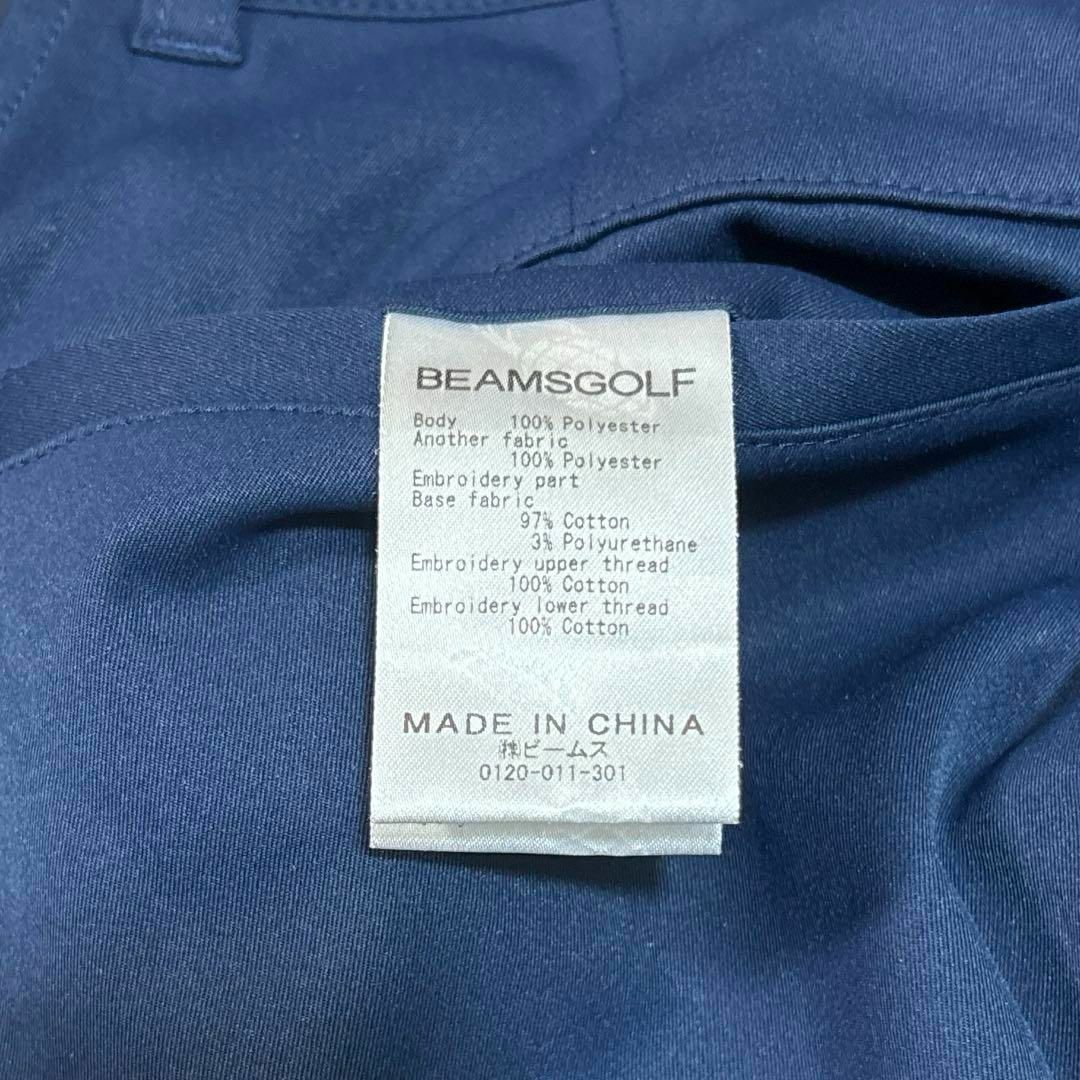 BEAMSGOLF
Body 100% Polyester
Another fabric
100% Polyester
Embroidery part
Base fabric
97% Cotton
3% Polyurethane
Embroidery upper thread
100% Cotton
Embroidery lower thread
100% Cotton
MADE IN CHINA
㈱ビームス
0120-011-301